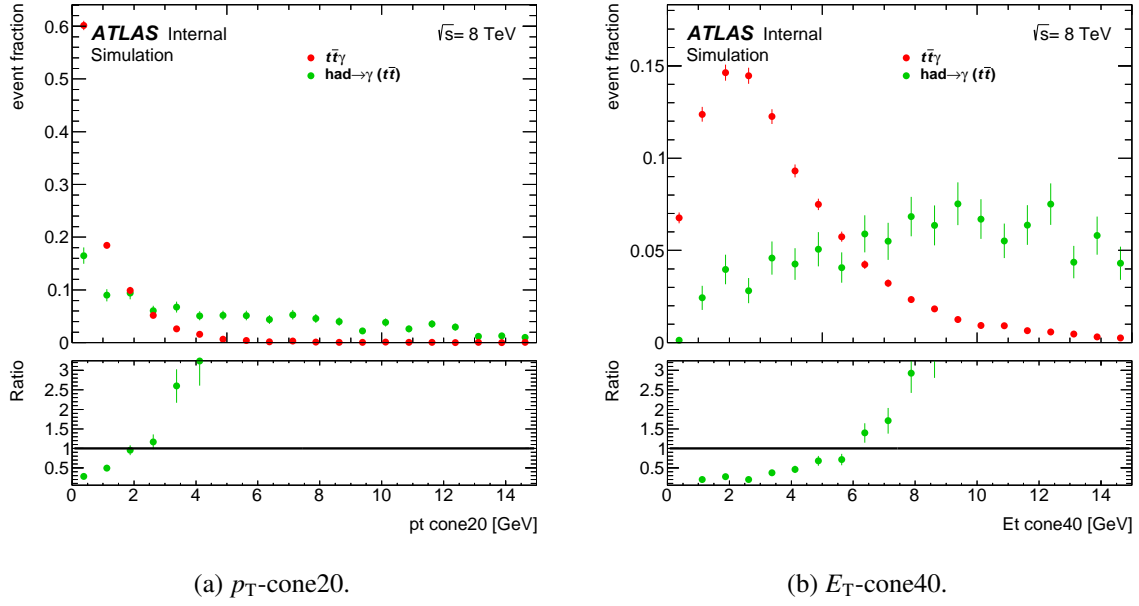 event fraction
ATLAS Internal
Simulation
√s= 8 TeV
tt̄γ
had→γ (tt̄)
0.6
0.5
0.4
0.3
0.2
0.1
0
Ratio
3
2.5
2
1.5
1
0.5
0 2 4 6 8 10 12 14
pt cone20 [GeV]
(a) pT-cone20.
event fraction
ATLAS Internal
Simulation
√s= 8 TeV
tt̄γ
had→γ (tt̄)
0.15
0.1
0.05
0
Ratio
3
2.5
2
1.5
1
0.5
0 2 4 6 8 10 12 14
Et cone40 [GeV]
(b) ET-cone40.